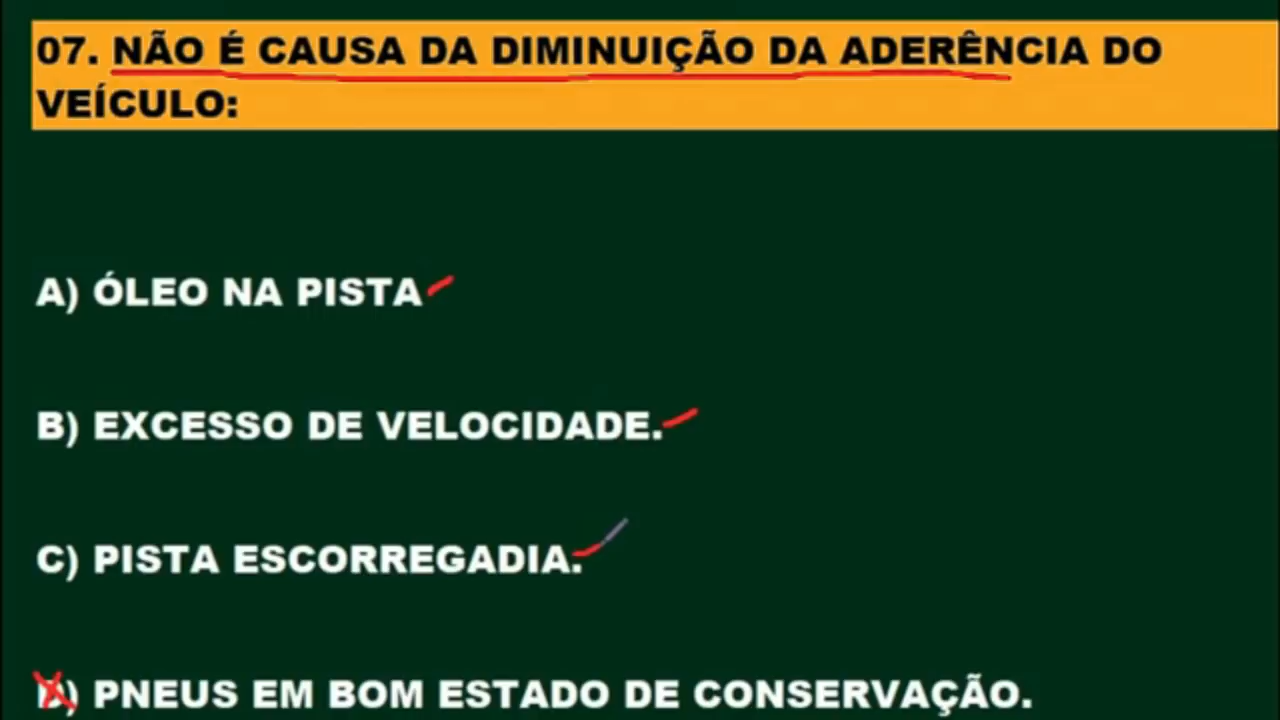 07. NÃO É CAUSA DA DIMINUIÇÃO DA ADERÊNCIA DO
VEÍCULO:
A) ÓLEO NA PISTA
B) EXCESSO DE VELOCIDADE.
C) PISTA ESCORREGADIA.
D) PNEUS EM BOM ESTADO DE CONSERVAÇÃO.